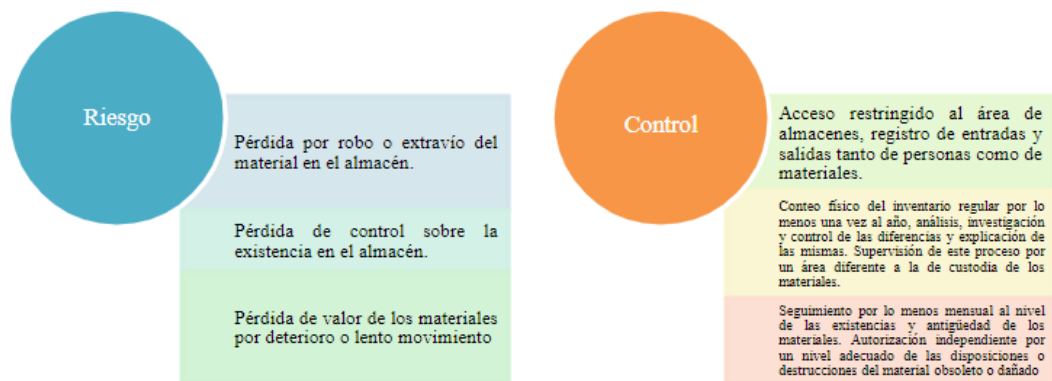 Riesgo
Pérdida por robo o extravío del
material en el almacén.
Pérdida de control sobre la
existencia en el almacén.
Pérdida de valor de los materiales
por deterioro o lento movimiento
Control
Acceso restringido al área de
almacenes, registro de entradas y
salidas tanto de personas como de
materiales.
Conteo físico del inventario regular por lo
menos una vez al año, análisis, investigación
y control de las diferencias y explicación de
las mismas. Supervisión de este proceso por
un área diferente a la de custodia de los
materiales.
Seguimiento por lo menos mensual al nivel
de las existencias y antigüedad de los
materiales. Autorización independiente por
un nivel adecuado de las disposiciones o
destrucciones del material obsoleto o dañado